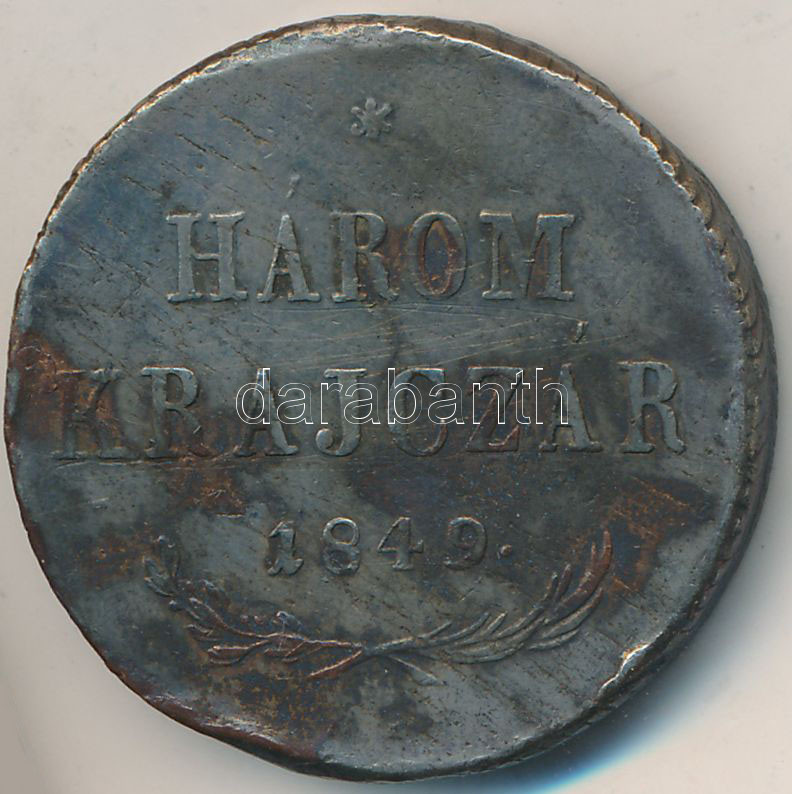 *
HÁROM
KRAJCZÁR
darabanth
1849.